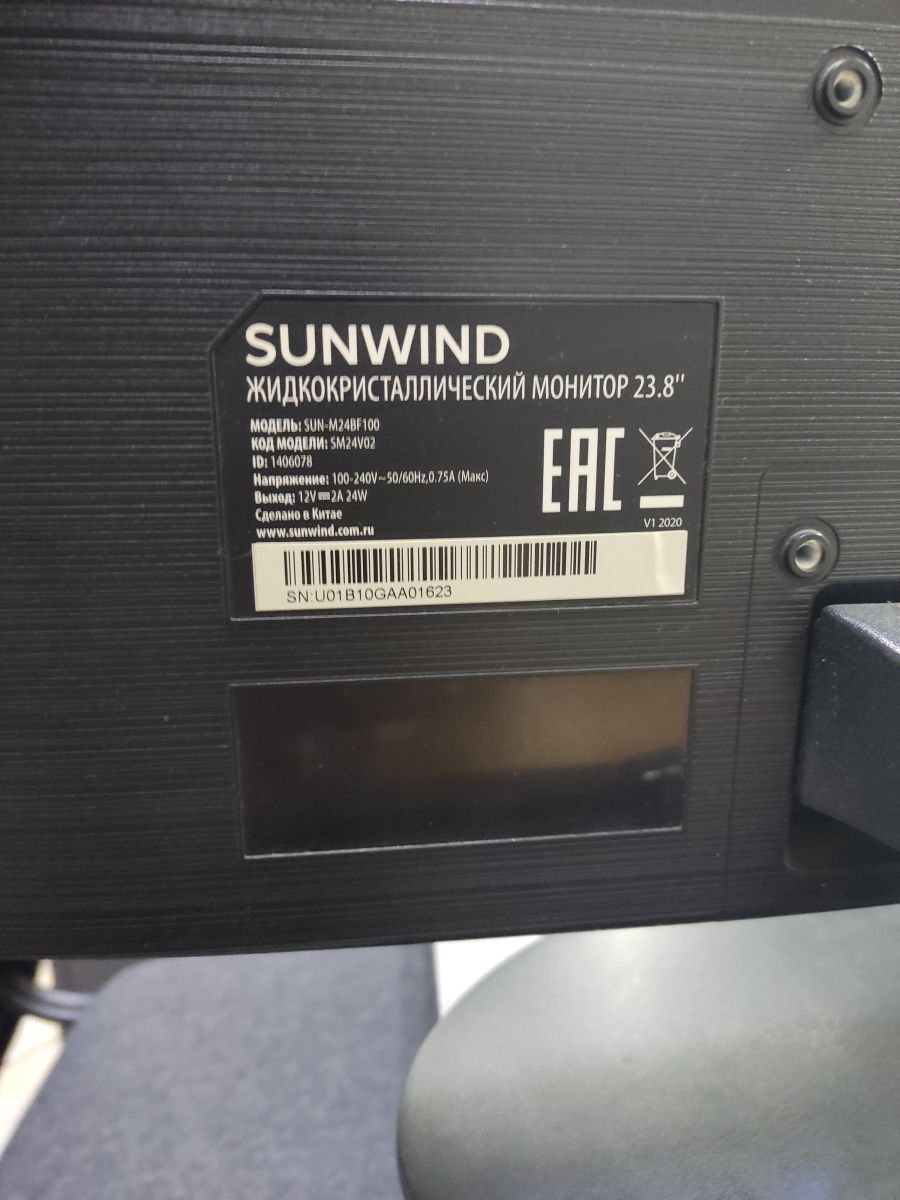 SUNWIND
ЖИДКОКРИСТАЛЛИЧЕСКИЙ МОНИТОР 23.8''
МОДЕЛЬ: SUN-M24BF100
КОД МОДЕЛИ: SM24V02
ID: 1406078
Напряжение: 100-240V~50/60Hz,0.75A (Макс)
Выход: 12V⎓2A 24W
Сделано в Китае
www.sunwind.com.ru
EAC
V1 2020
SN:U01B10GAA01623